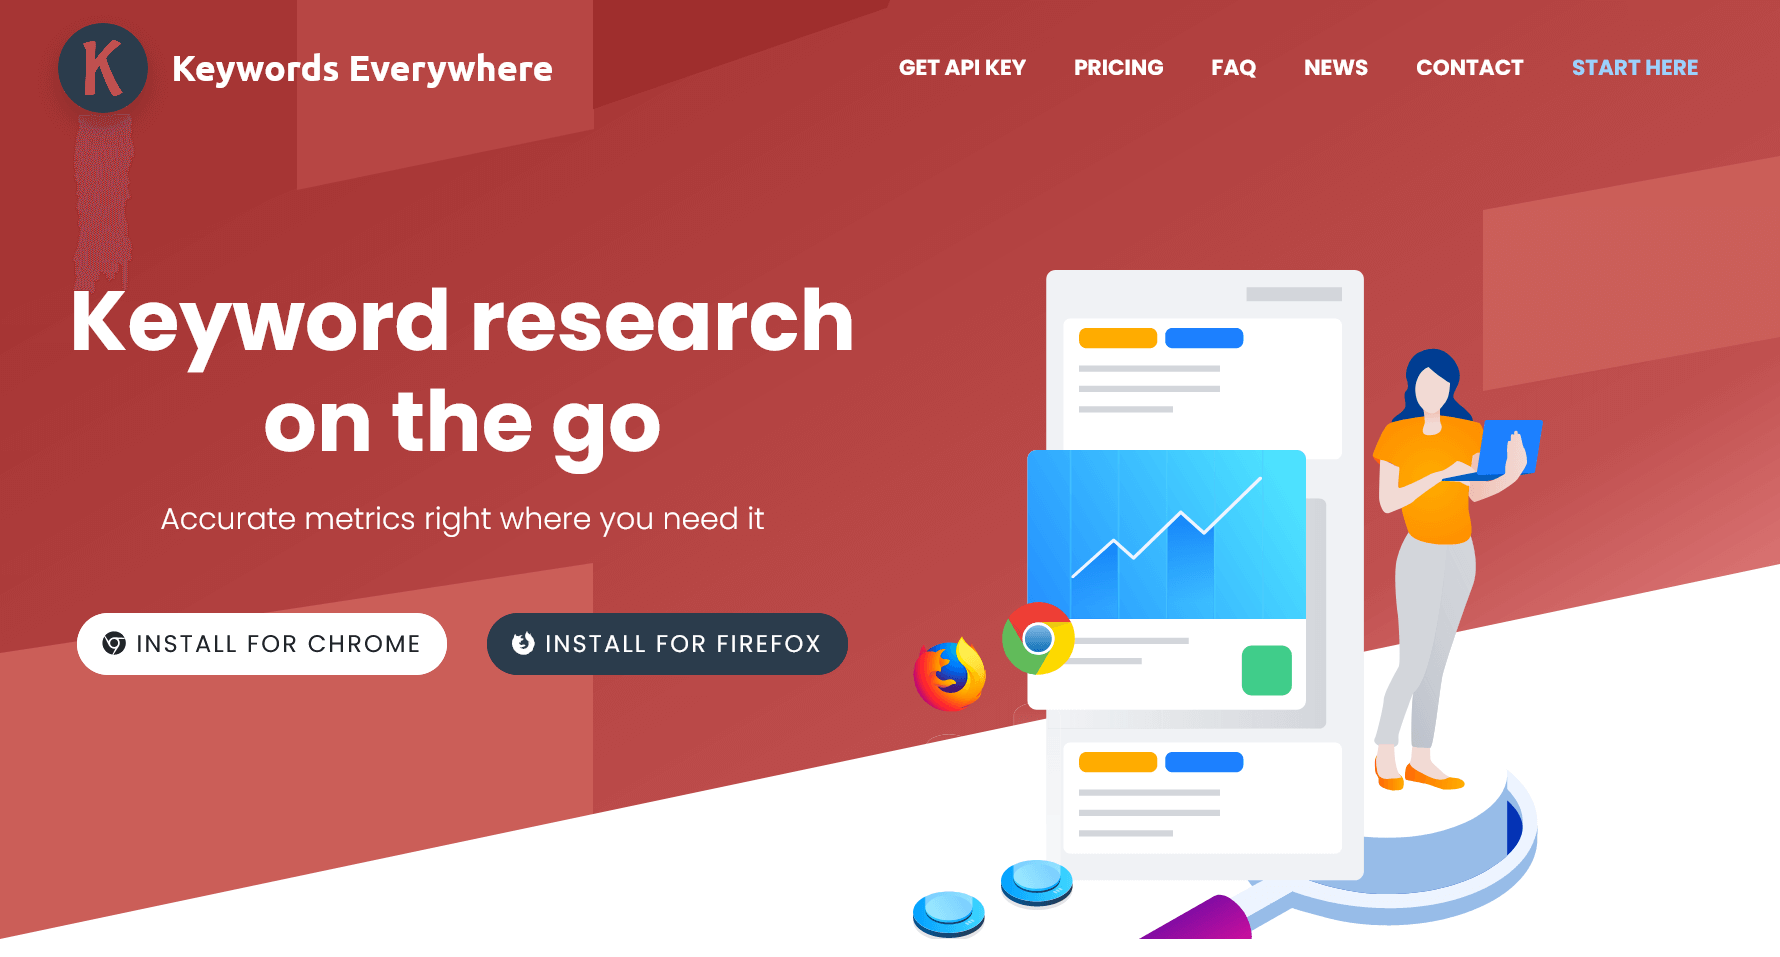 K
Keywords Everywhere
GET API KEY
PRICING
FAQ
NEWS
CONTACT
START HERE
Keyword research
on the go
Accurate metrics right where you need it
INSTALL FOR CHROME
INSTALL FOR FIREFOX